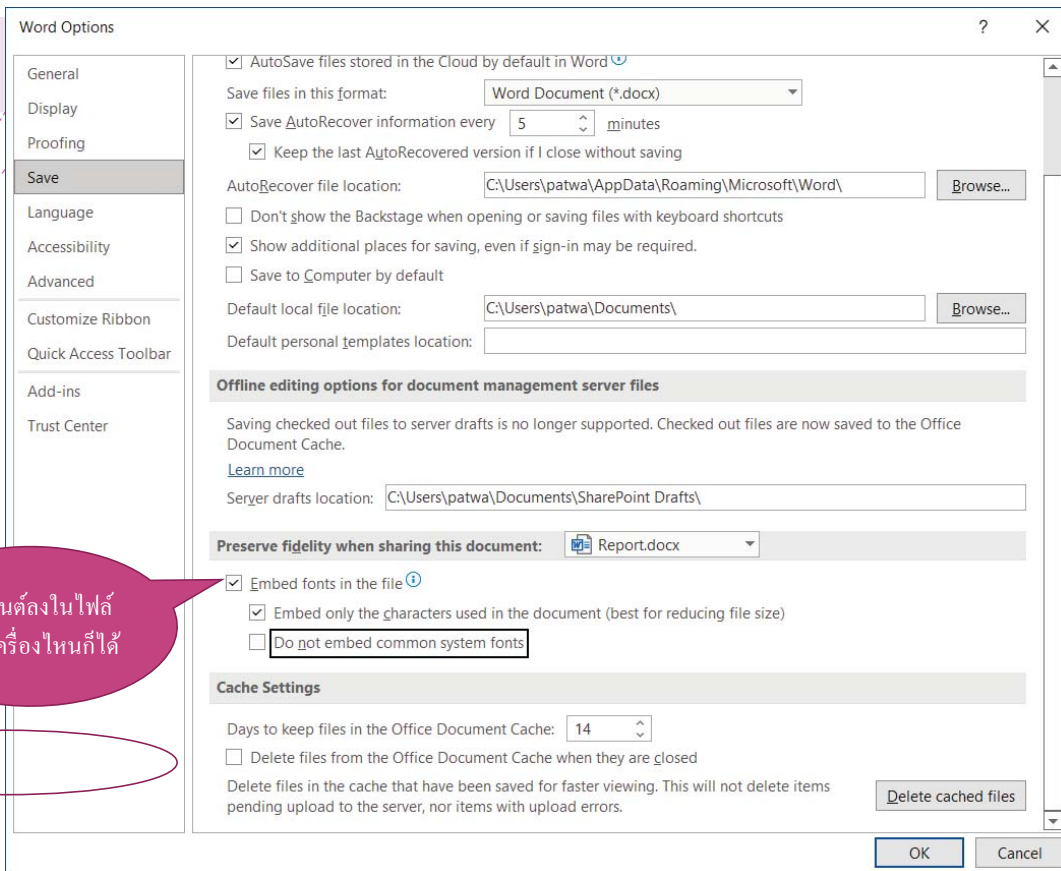 Word Options
General
Display
Proofing
Save
Language
Accessibility
Advanced
Customize Ribbon
Quick Access Toolbar
Add-ins
Trust Center
AutoSave files stored in the Cloud by default in Word
Save files in this format: Word Document (*.docx)
Save AutoRecover information every 5 minutes
Keep the last AutoRecovered version if I close without saving
AutoRecover file location: C:\Users\patwa\AppData\Roaming\Microsoft\Word\ Browse...
Don't show the Backstage when opening or saving files with keyboard shortcuts
Show additional places for saving, even if sign-in may be required.
Save to Computer by default
Default local file location: C:\Users\patwa\Documents\ Browse...
Default personal templates location:
Offline editing options for document management server files
Saving checked out files to server drafts is no longer supported. Checked out files are now saved to the Office
Document Cache.
Learn more
Server drafts location: C:\Users\patwa\Documents\SharePoint Drafts\
Preserve fidelity when sharing this document: Report.docx
Embed fonts in the file
Embed only the characters used in the document (best for reducing file size)
Do not embed common system fonts
นต์ลงในไฟล์
ครื่องไหนก็ได้
Cache Settings
Days to keep files in the Office Document Cache: 14
Delete files from the Office Document Cache when they are closed
Delete files in the cache that have been saved for faster viewing. This will not delete items
pending upload to the server, nor items with upload errors.
Delete cached files
OK Cancel